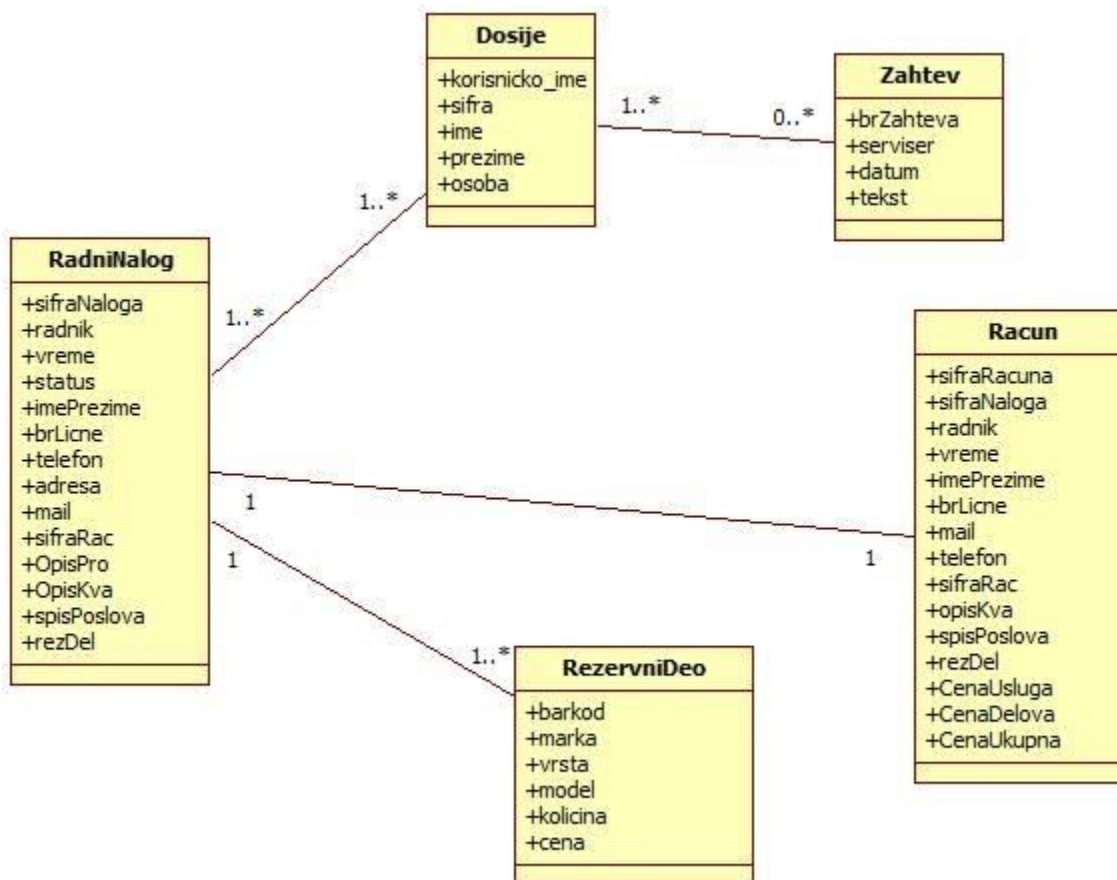 Dosije
+korisnicko_ime
+sifra
+ime
+prezime
+osoba
1..*
0..*
Zahtev
+brZahteva
+serviser
+datum
+tekst
1..*
1..*
RadniNalog
+sifraNaloga
+radnik
+vreme
+status
+imePrezime
+brLicne
+telefon
+adresa
+mail
+sifraRac
+OpisPro
+OpisKva
+spisPoslova
+rezDel
1
1
1
1..*
Racun
+sifraRacuna
+sifraNaloga
+radnik
+vreme
+imePrezime
+brLicne
+mail
+telefon
+sifraRac
+opisKva
+spisPoslova
+rezDel
+CenaUsluga
+CenaDelova
+CenaUkupna
RezervniDeo
+barkod
+marka
+vrsta
+model
+kolicina
+cena